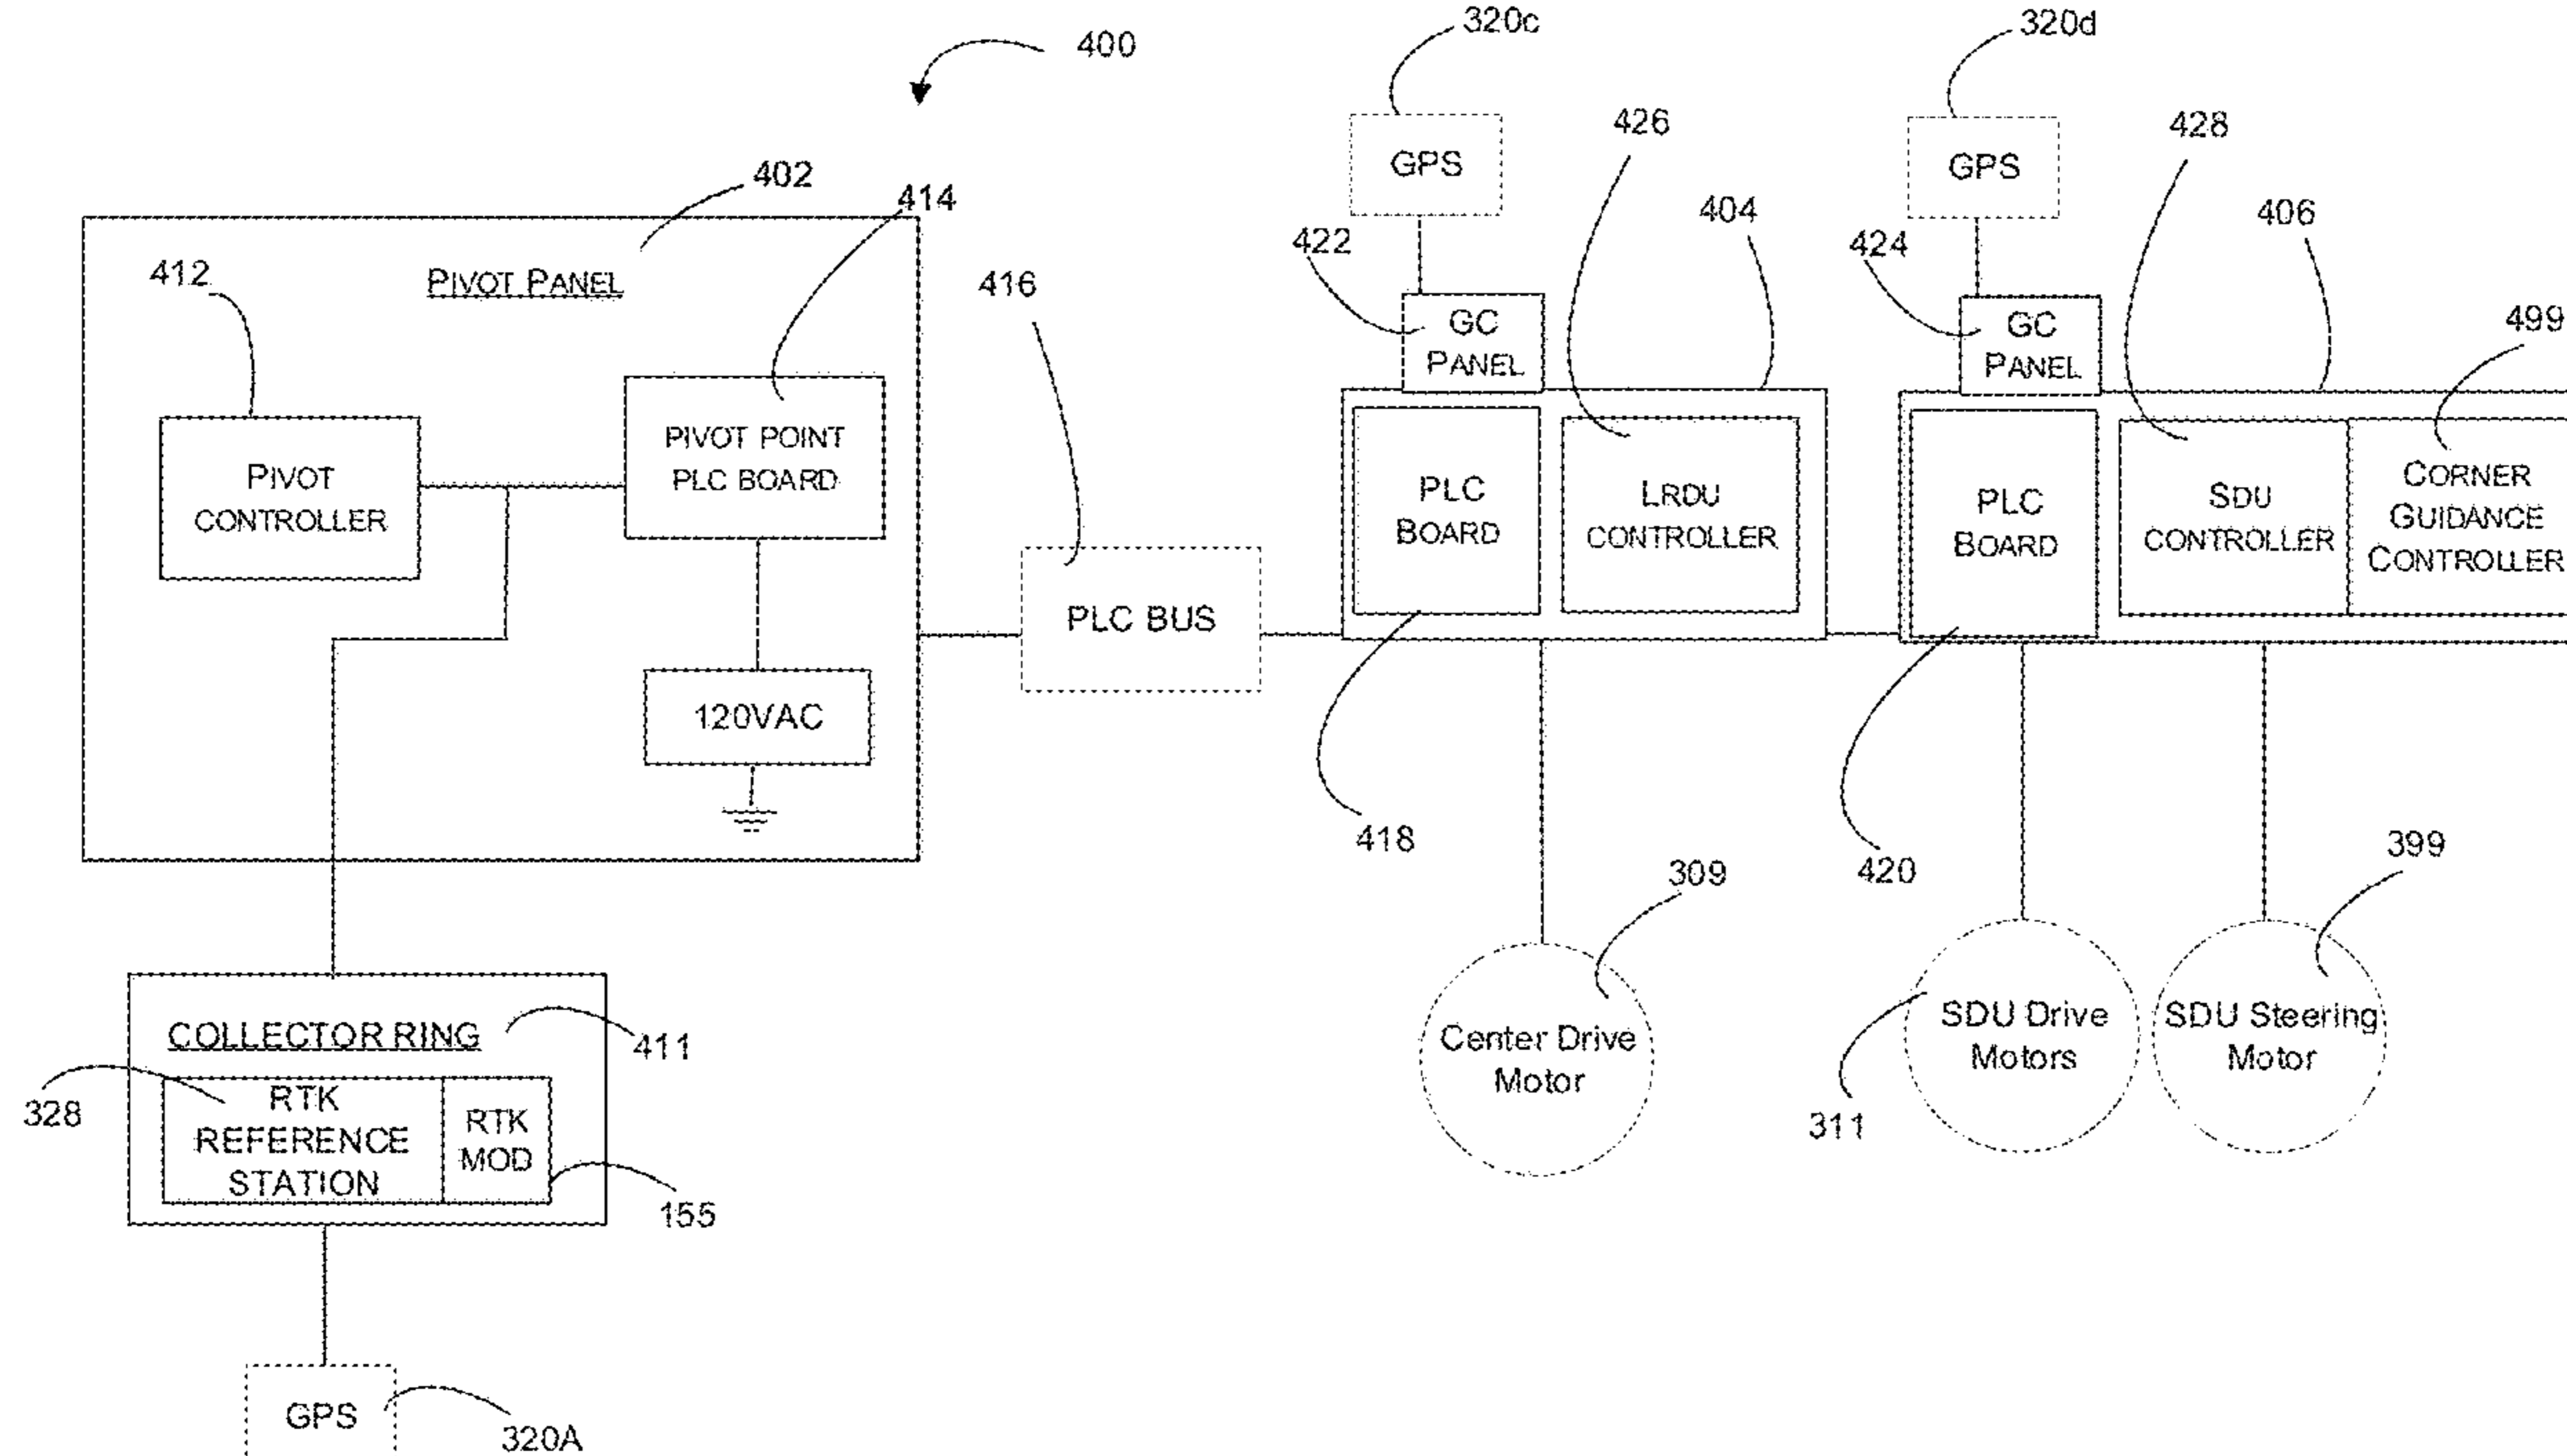 320c
320d
400
426
428
402
GPS
GPS
414
404
406
422
424
412
PIVOT PANEL
416
GC
PANEL
GC
PANEL
499
PIVOT POINT
PLC BOARD
PIVOT
CONTROLLER
PLC
BOARD
LRDU
CONTROLLER
PLC
BOARD
SDU
CONTROLLER
CORNER
GUIDANCE
CONTROLLER
PLC BUS
120VAC
418
420
309
399
COLLECTOR RING
411
Center Drive
Motor
SDU Drive
Motors
SDU Steering
Motor
328
RTK
REFERENCE
STATION
RTK
MOD
311
155
GPS
320A